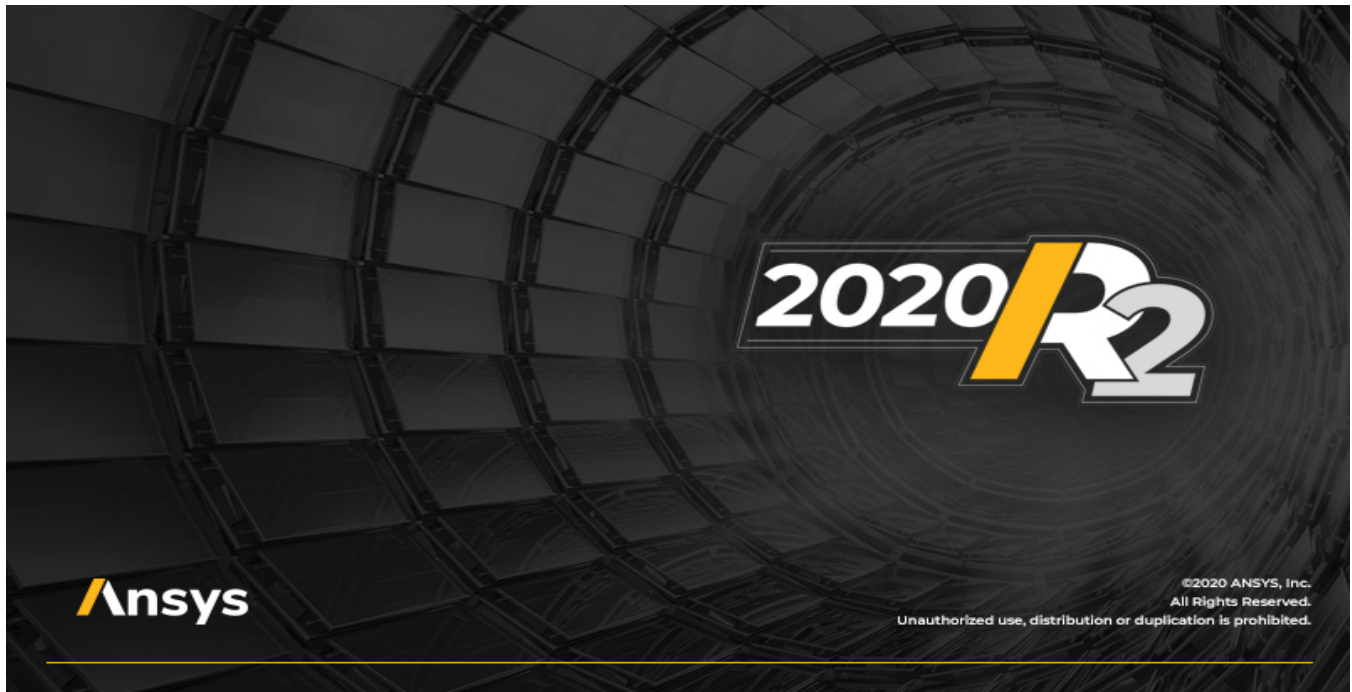 2020 R2
Ansys
©2020 ANSYS, Inc.
All Rights Reserved.
Unauthorized use, distribution or duplication is prohibited.